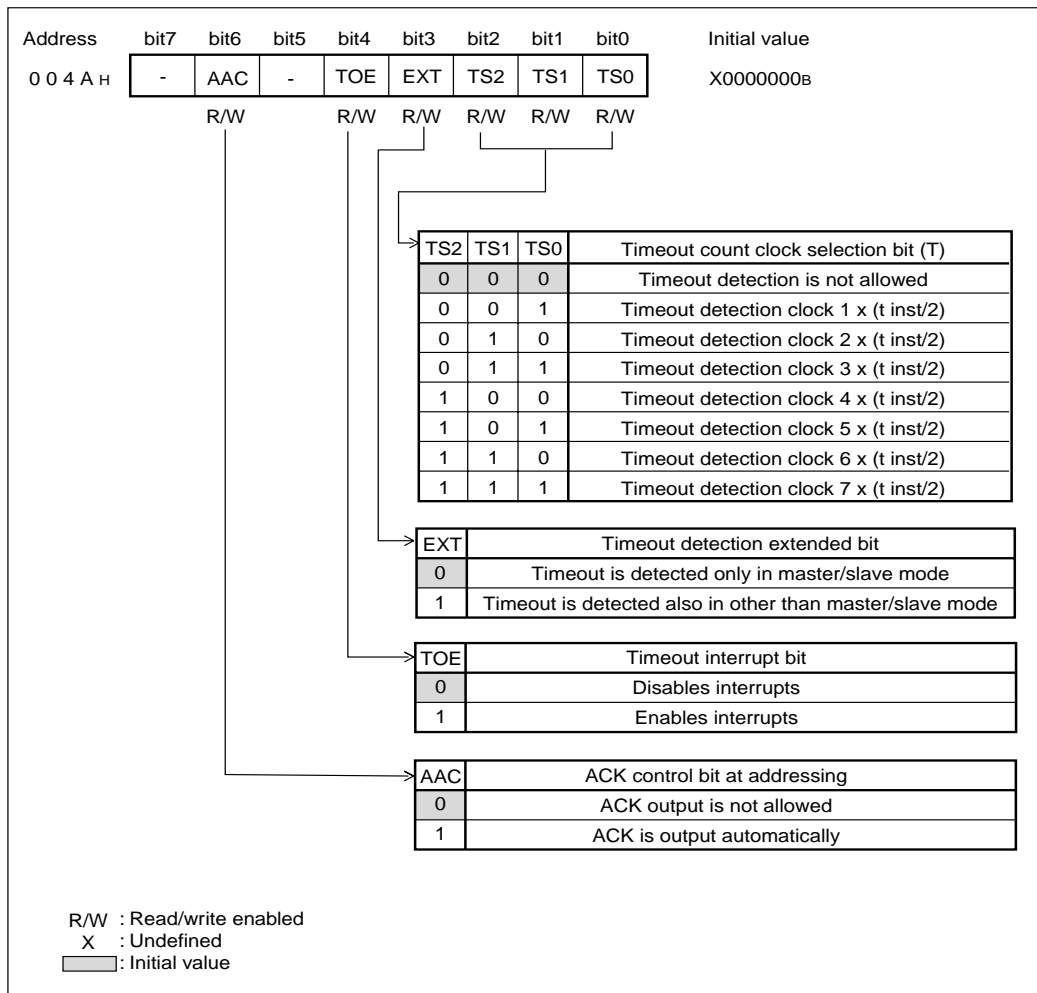 Address bit7 bit6 bit5 bit4 bit3 bit2 bit1 bit0 Initial value
0 0 4 A H - AAC - TOE EXT TS2 TS1 TS0 X0000000B
R/W R/W R/W R/W R/W R/W
TS2 TS1 TS0 Timeout count clock selection bit (T)
0 0 0 Timeout detection is not allowed
0 0 1 Timeout detection clock 1 x (t inst/2)
0 1 0 Timeout detection clock 2 x (t inst/2)
0 1 1 Timeout detection clock 3 x (t inst/2)
1 0 0 Timeout detection clock 4 x (t inst/2)
1 0 1 Timeout detection clock 5 x (t inst/2)
1 1 0 Timeout detection clock 6 x (t inst/2)
1 1 1 Timeout detection clock 7 x (t inst/2)
EXT Timeout detection extended bit
0 Timeout is detected only in master/slave mode
1 Timeout is detected also in other than master/slave mode
TOE Timeout interrupt bit
0 Disables interrupts
1 Enables interrupts
AAC ACK control bit at addressing
0 ACK output is not allowed
1 ACK is output automatically
R/W : Read/write enabled
X : Undefined
: Initial value